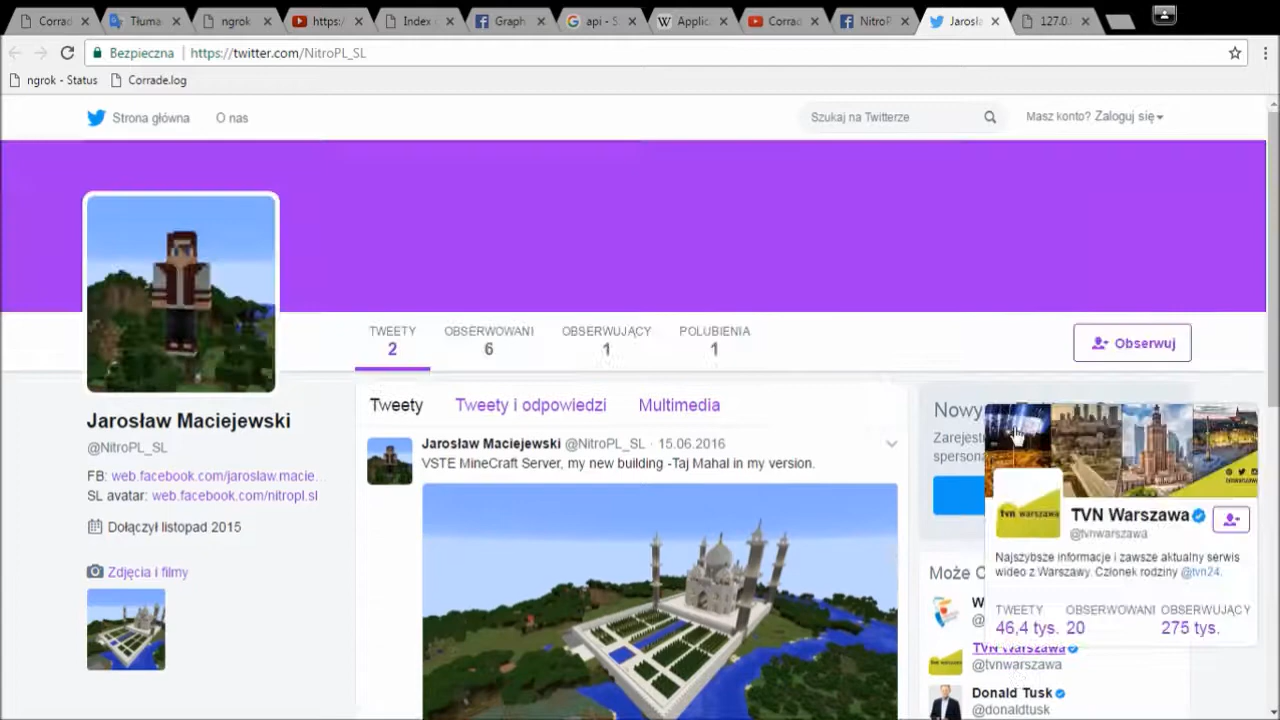 Corrad
Tłuma
ngrok
https:/
Index
Graph
api - S
Applic
Corrad
NitroP
Jarosła
127.0.
Bezpieczna
https://twitter.com/NitroPL_SL
ngrok - Status
Corrade.log
Strona główna
O nas
Szukaj na Twitterze
Masz konto? Zaloguj się
TWEETY
2
OBSERWOWANI
6
OBSERWUJĄCY
1
POLUBIENIA
1
Obserwuj
Jarosław Maciejewski
@NitroPL_SL
FB: web.facebook.com/jaroslaw.macie...
SL avatar: web.facebook.com/nitropl.sl
Dołączył listopad 2015
Zdjęcia i filmy
Tweety
Tweety i odpowiedzi
Multimedia
Jarosław Maciejewski @NitroPL_SL · 15.06.2016
VSTE MineCraft Server, my new building -Taj Mahal in my version.
Nowy
Zarejest
sperson
tvn warszawa
TVN Warszawa
@tvnwarszawa
Najszybsze informacje i zawsze aktualny serwis
wideo z Warszawy. Członek rodziny @tvn24.
TWEETY
46,4 tys.
OBSERWOWANI
20
OBSERWUJĄCY
275 tys.
Może
TVN Warszawa
@tvnwarszawa
Donald Tusk
@donaldtusk